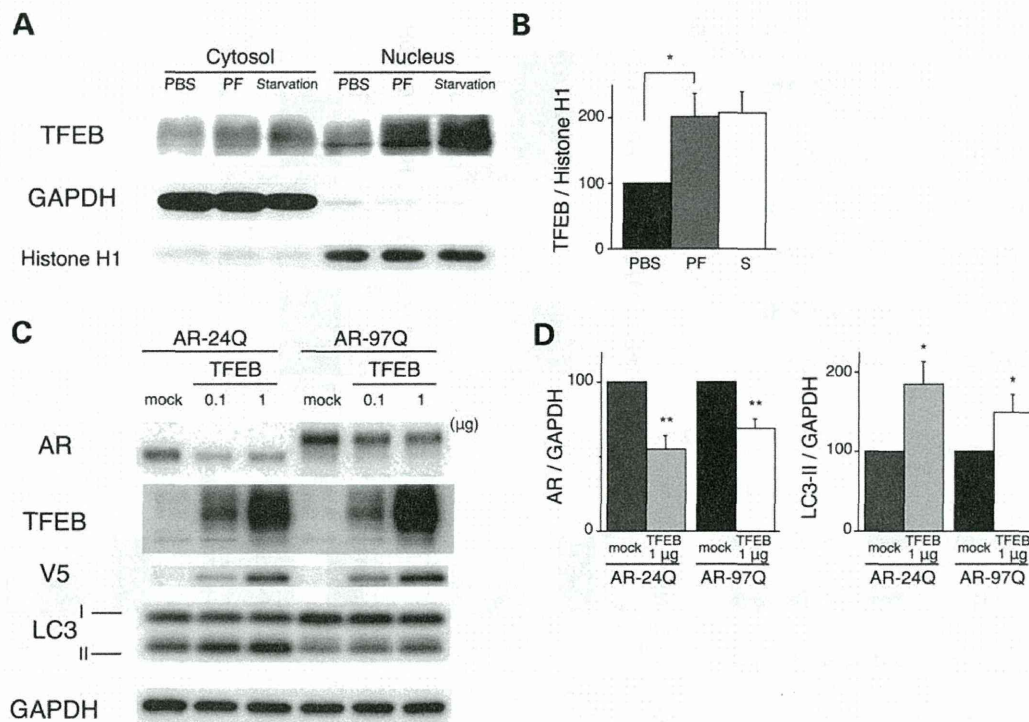 A
Cytosol Nucleus
PBS PF Starvation PBS PF Starvation
TFEB
GAPDH
Histone H1
B
TFEB / Histone H1
*
200
100
0
PBS PF S
C
AR-24Q AR-97Q
TFEB TFEB
mock 0.1 1 mock 0.1 1
(μg)
AR
TFEB
V5
I
LC3
II
GAPDH
D
AR / GAPDH
100
0
** **
mock TFEB 1 μg mock TFEB 1 μg
AR-24Q AR-97Q
LC3-II / GAPDH
200
100
0
* *
mock TFEB 1 μg mock TFEB 1 μg
AR-24Q AR-97Q